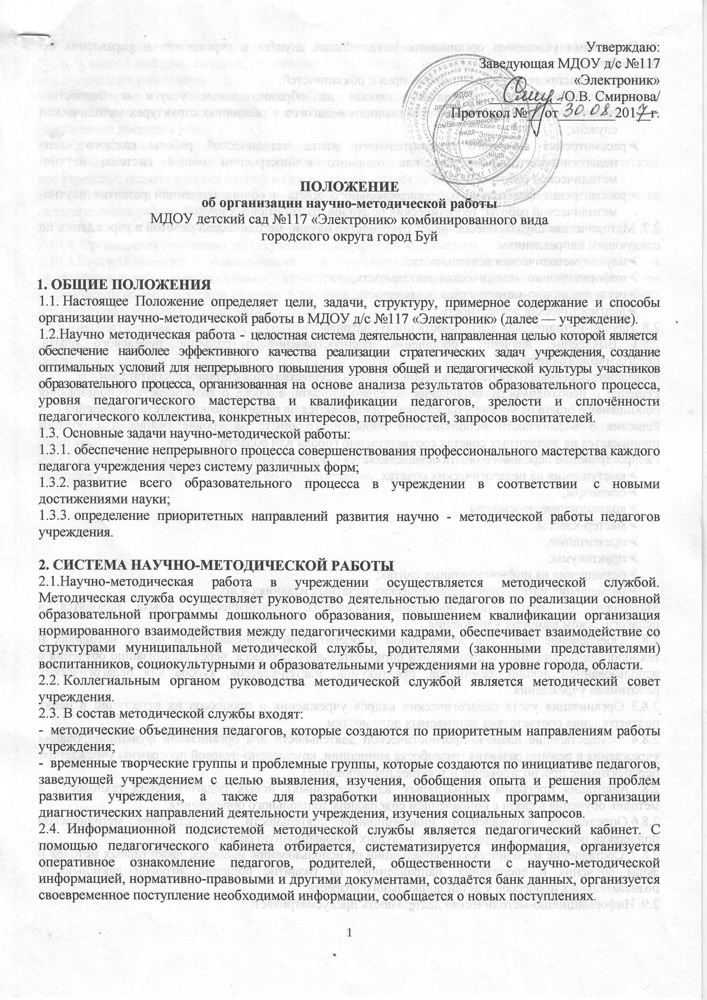 Утверждаю:
Заведующая МДОУ д/с №117
«Электроник»
/О.В. Смирнова/
Протокол №1 от 30.08.2017 г.
МДОУ
детский сад №117
"Электроник"
комбинированного
вида
детский сад №117
"Электроник"
комбинированного
вида
ПОЛОЖЕНИЕ
об организации научно-методической работы
МДОУ детский сад №117 «Электроник» комбинированного вида
городского округа город Буй
1. ОБЩИЕ ПОЛОЖЕНИЯ
1.1. Настоящее Положение определяет цели, задачи, структуру, примерное содержание и способы
организации научно-методической работы в МДОУ д/с №117 «Электроник» (далее — учреждение).
1.2.Научно методическая работа - целостная система деятельности, направленная целью которой является
обеспечение наиболее эффективного качества реализации стратегических задач учреждения, создание
оптимальных условий для непрерывного повышения уровня общей и педагогической культуры участников
образовательного процесса, организованная на основе анализа результатов образовательного процесса,
уровня педагогического мастерства и квалификации педагогов, зрелости и сплочённости
педагогического коллектива, конкретных интересов, потребностей, запросов воспитателей.
1.3. Основные задачи научно-методической работы:
1.3.1. обеспечение непрерывного процесса совершенствования профессионального мастерства каждого
педагога учреждения через систему различных форм;
1.3.2. развитие всего образовательного процесса в учреждении в соответствии с новыми
достижениями науки;
1.3.3. определение приоритетных направлений развития научно - методической работы педагогов
учреждения.
2. СИСТЕМА НАУЧНО-МЕТОДИЧЕСКОЙ РАБОТЫ
2.1.Научно-методическая работа в учреждении осуществляется методической службой.
Методическая служба осуществляет руководство деятельностью педагогов по реализации основной
образовательной программы дошкольного образования, повышением квалификации организация
нормированного взаимодействия между педагогическими кадрами, обеспечивает взаимодействие со
структурами муниципальной методической службы, родителями (законными представителями)
воспитанников, социокультурными и образовательными учреждениями на уровне города, области.
2.2. Коллегиальным органом руководства методической службой является методический совет
учреждения.
2.3. В состав методической службы входят:
- методические объединения педагогов, которые создаются по приоритетным направлениям работы
учреждения;
- временные творческие группы и проблемные группы, которые создаются по инициативе педагогов,
заведующей учреждением с целью выявления, изучения, обобщения опыта и решения проблем
развития учреждения, а также для разработки инновационных программ, организации
диагностических направлений деятельности учреждения, изучения социальных запросов.
2.4. Информационной подсистемой методической службы является педагогический кабинет. С
помощью педагогического кабинета отбирается, систематизируется информация, организуется
оперативное ознакомление педагогов, родителей, общественности с научно-методической
информацией, нормативно-правовыми и другими документами, создаётся банк данных, организуется
своевременное поступление необходимой информации, сообщается о новых поступлениях.
1